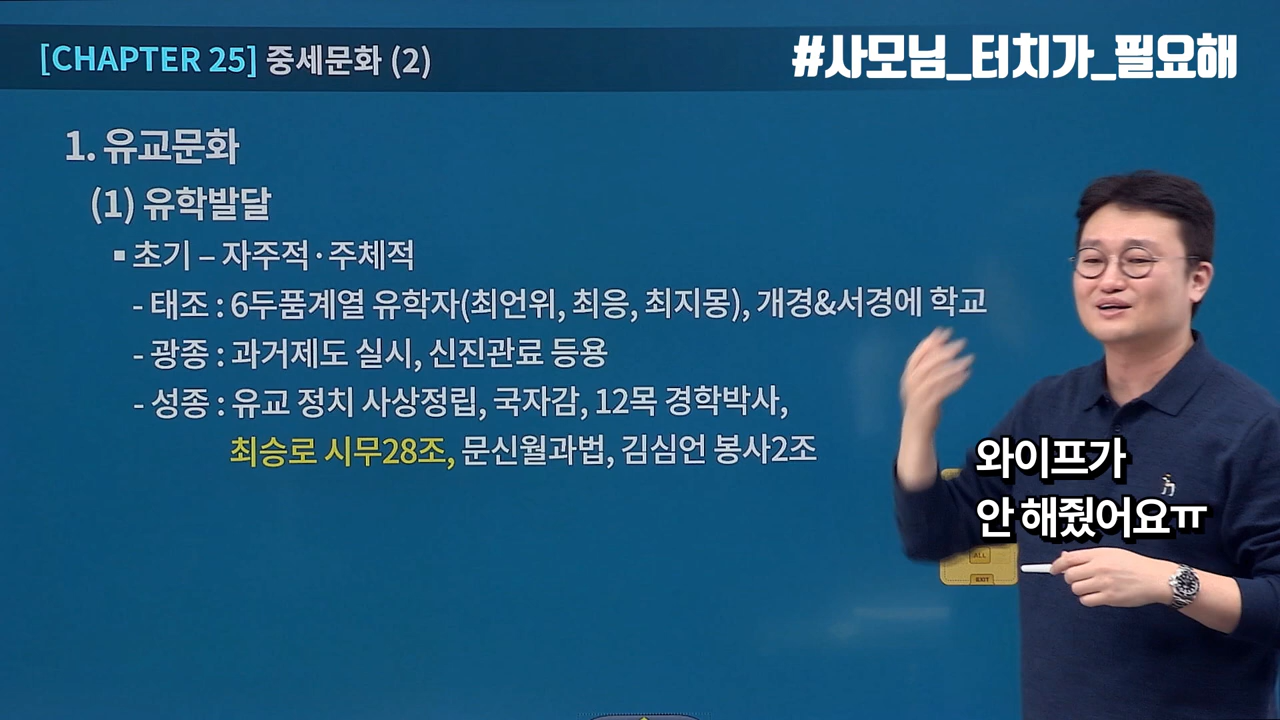 [CHAPTER 25] 중세문화 (2)
#사모님_터치가_필요해
1. 유교문화
(1) 유학발달
▪ 초기 – 자주적·주체적
- 태조 : 6두품계열 유학자(최언위, 최응, 최지몽), 개경&서경에 학교
- 광종 : 과거제도 실시, 신진관료 등용
- 성종 : 유교 정치 사상정립, 국자감, 12목 경학박사,
최승로 시무28조, 문신월과법, 김심언 봉사2조
와이프가
안 해줬어요ㅠ
ALL
EXIT